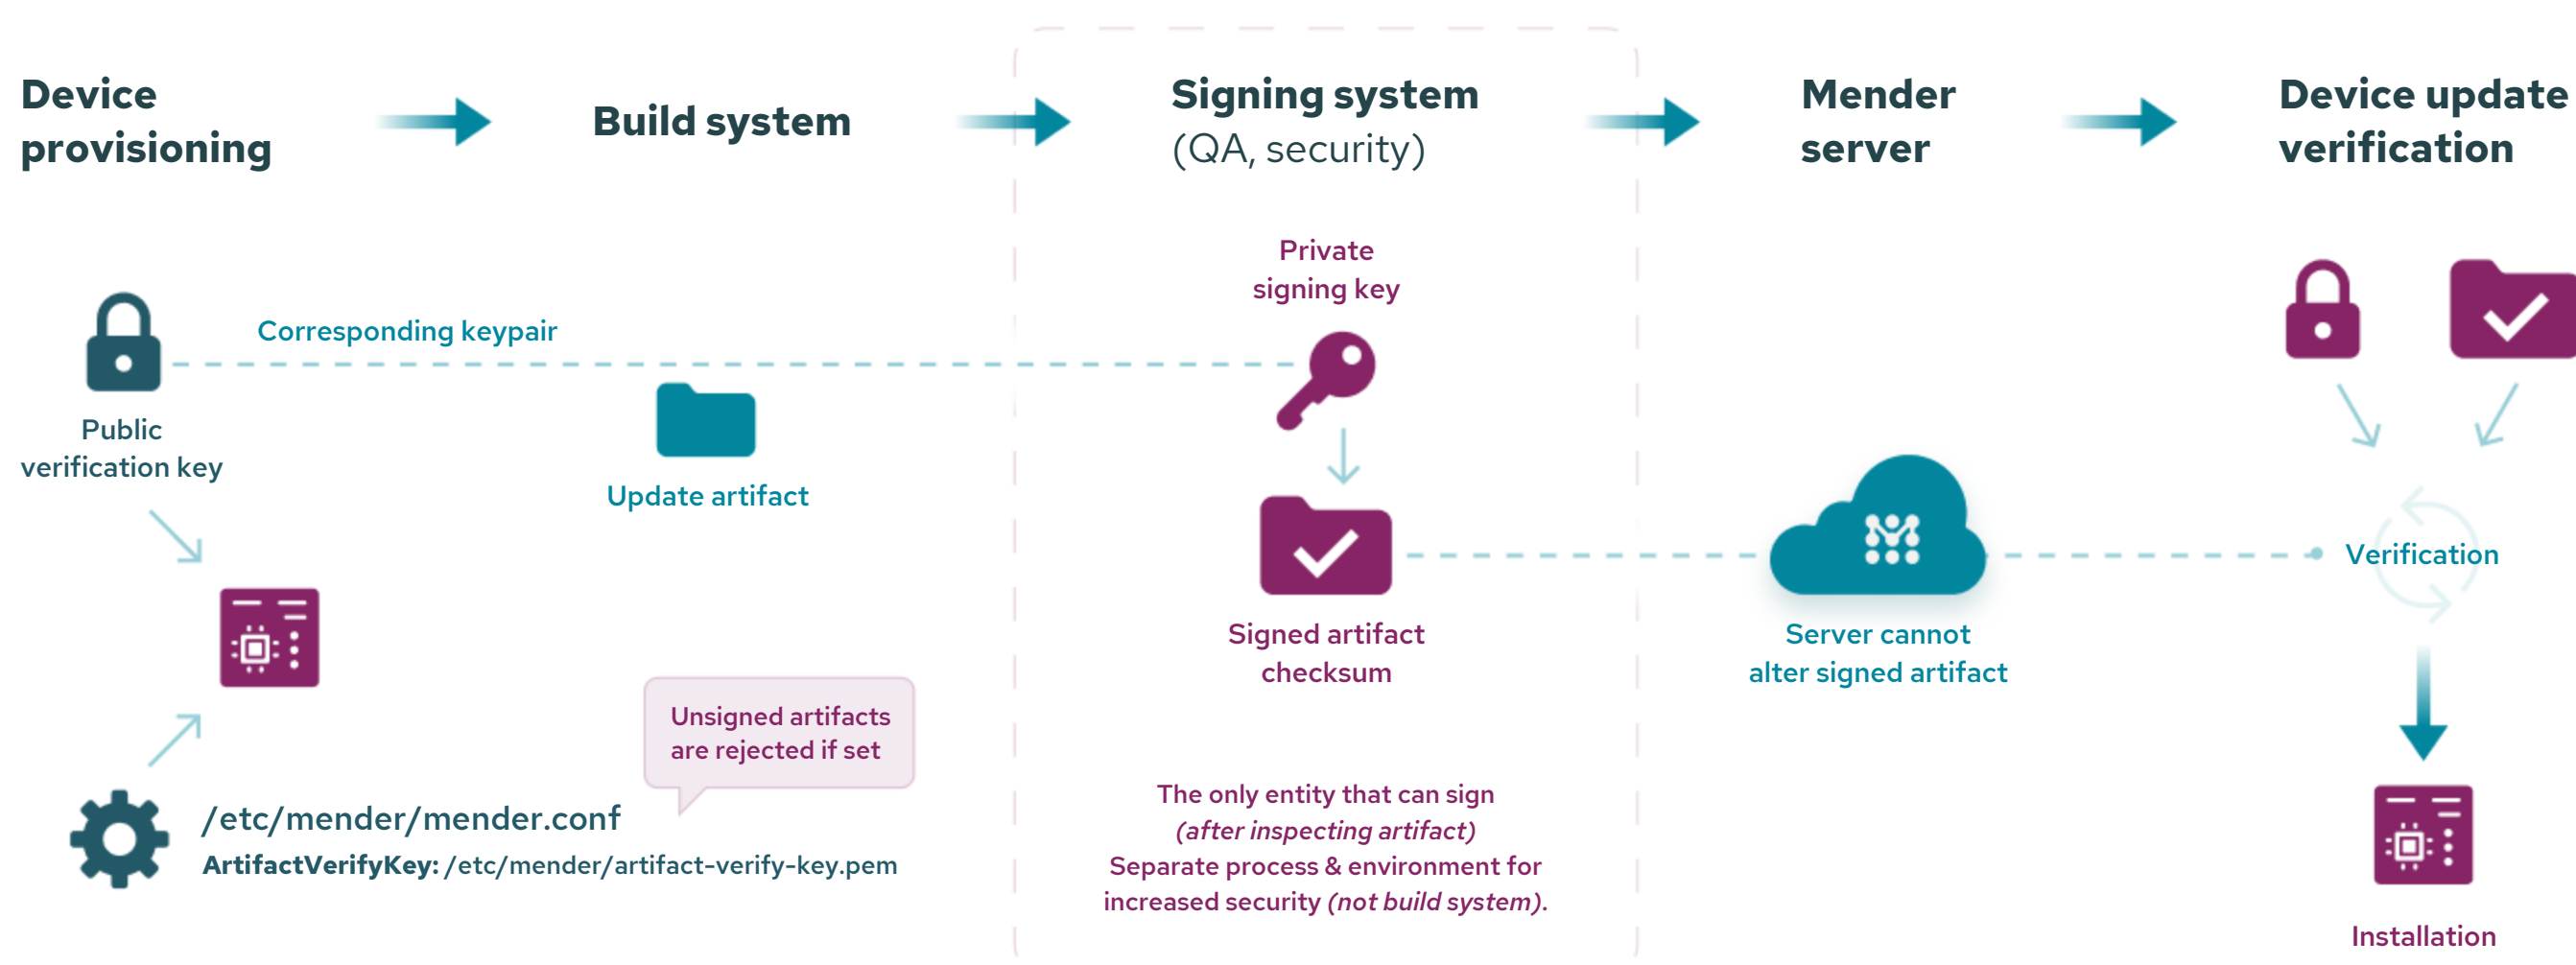 Device
provisioning
Build system
Signing system
(QA, security)
Mender
server
Device update
verification
Corresponding keypair
Public
verification key
/etc/mender/mender.conf
ArtifactVerifyKey: /etc/mender/artifact-verify-key.pem
Update artifact
Unsigned artifacts
are rejected if set
Private
signing key
Signed artifact
checksum
The only entity that can sign
(after inspecting artifact)
Separate process & environment for
increased security (not build system).
Server cannot
alter signed artifact
Verification
Installation